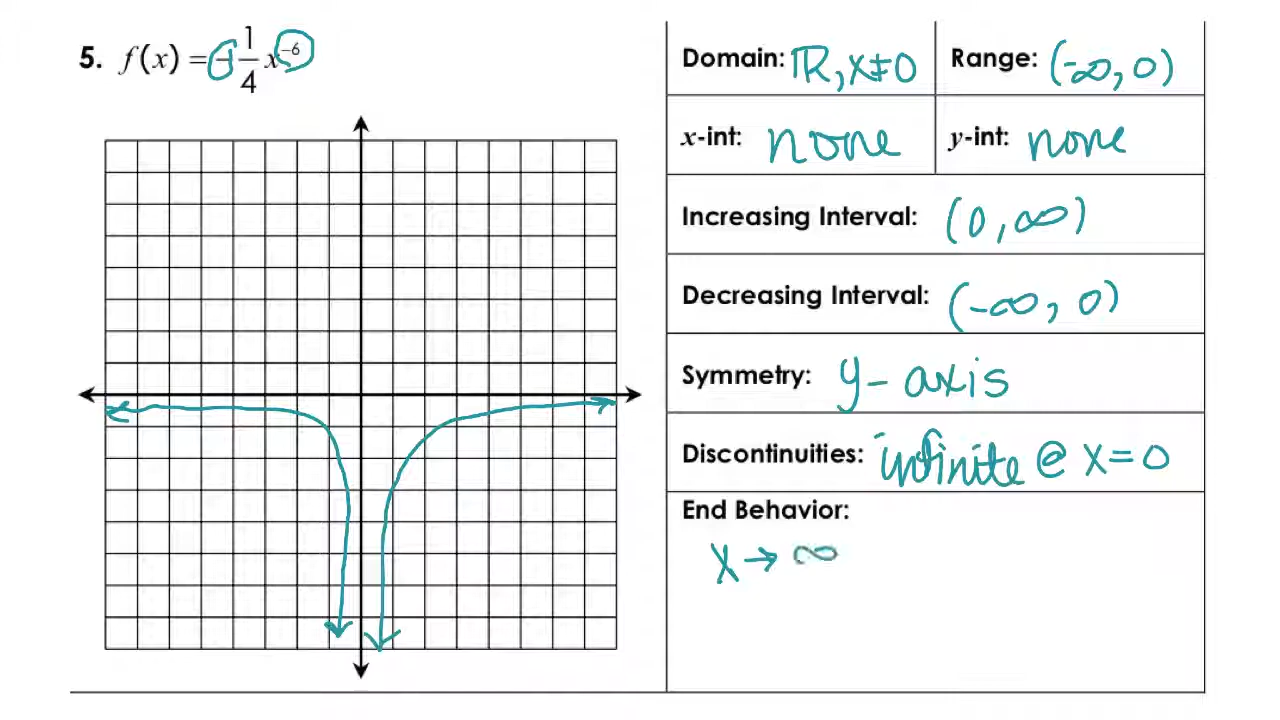 5. f(x) = -1/4 x^-6
Domain: ℝ, x≠0
Range: (-∞, 0)
x-int: none
y-int: none
Increasing Interval: (0, ∞)
Decreasing Interval: (-∞, 0)
Symmetry: y-axis
Discontinuities: infinite @ x=0
End Behavior:
x → ∞